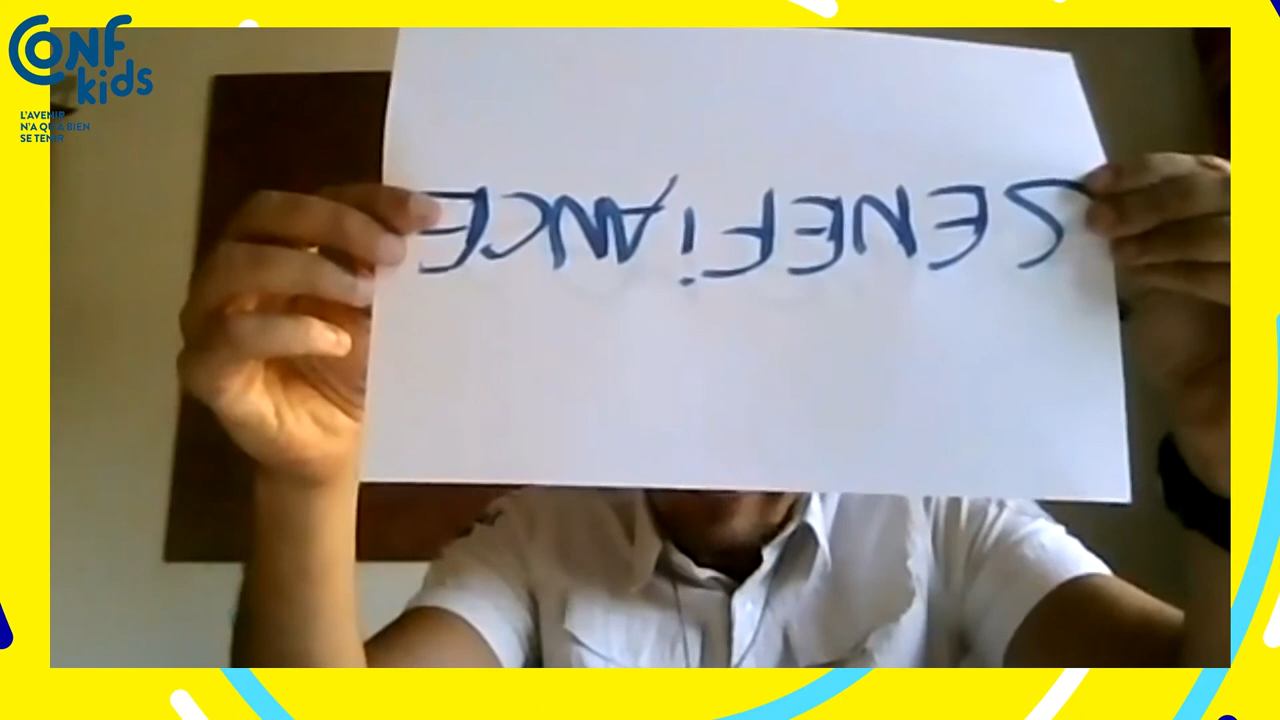 CONF
kids
L'AVENIR
N'A QU'À BIEN
SE TENIR
SENEFiANCE